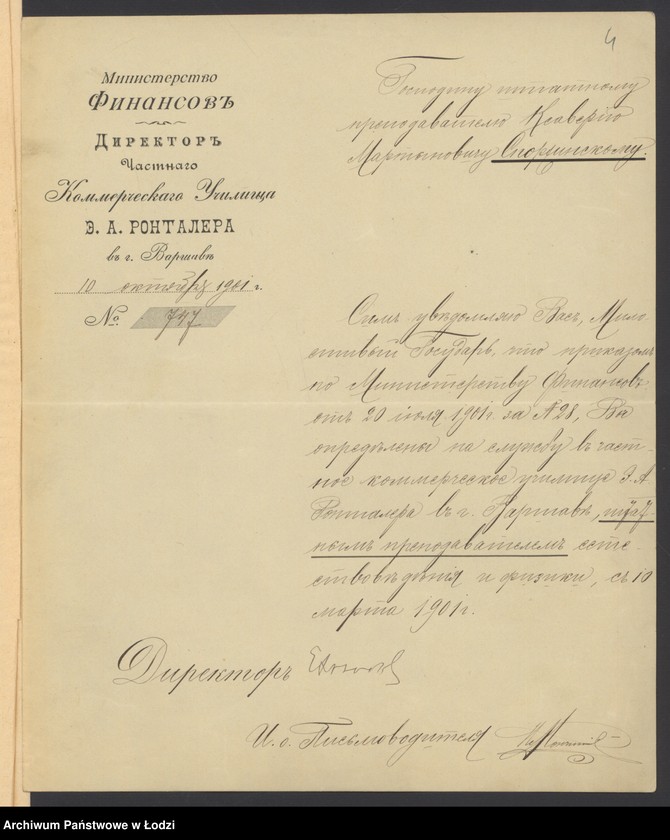 4
Министерство
Финансовъ
Директоръ
Частнаго
Коммерческаго Училища
Э. А. РОНТАЛЕРА
въ г. Варшавѣ
10 октября 1901 г.
№ 747
Господину штатному
преподавателю Ксаверію
Мартыновичу
Симъ увѣдомляю Васъ, Мило-
стивый Государь, что приказомъ
по Министерству Финансовъ
отъ 20 іюля 1901 г. за №28, Вы
опредѣлены на службу въ част-
ное коммерческое училище Э. А.
Ронталера въ г. Варшавѣ, штат-
нымъ преподавателемъ есте-
ствовѣдѣнія и физики, съ 10
марта 1901 г.
Директоръ
И. о. Письмоводителя
Archiwum Państwowe w Łodzi